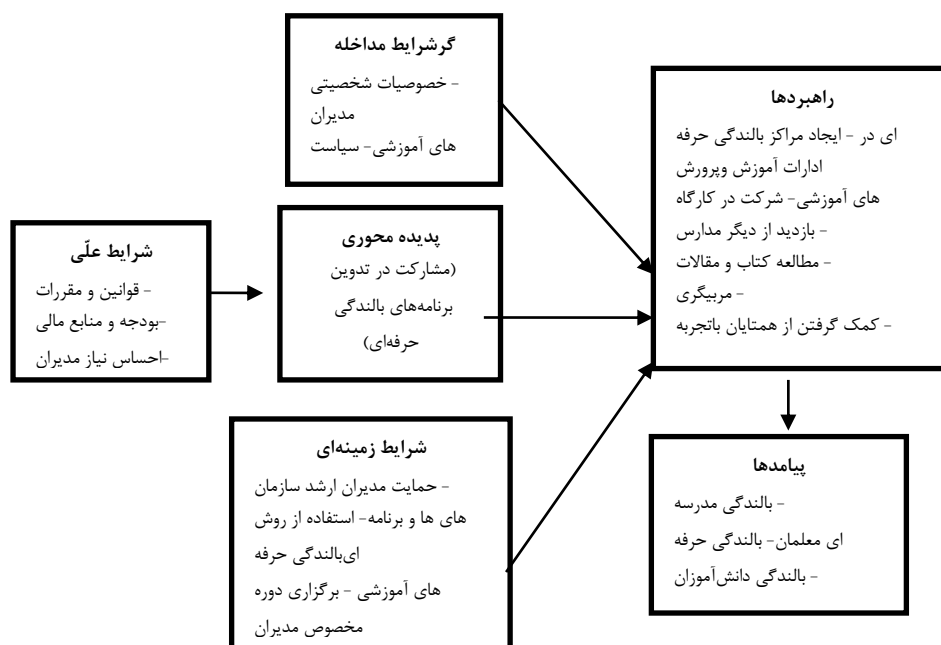 گرشرایط مداخله
- خصوصیات شخصیتی
مدیران
های آموزشی- سیاست
راهبردها
ای در - ایجاد مراکز بالندگی حرفه
ادارات آموزش وپرورش
های آموزشی- شرکت در کارگاه
- بازدید از دیگر مدارس
- مطالعه کتاب و مقالات
- مربیگری
- کمک گرفتن از همتایان باتجربه
پدیده محوری
(مشارکت در تدوین
برنامه‌های بالندگی
حرفه‌ای)
شرایط علّی
- قوانین و مقررات
-بودجه و منابع مالی
-احساس نیاز مدیران
شرایط زمینه‌ای
- حمایت مدیران ارشد سازمان
های ها و برنامه- استفاده از روش
ای‌بالندگی حرفه
های آموزشی - برگزاری دوره
مخصوص مدیران
پیامدها
- بالندگی مدرسه
ای معلمان- بالندگی حرفه
- بالندگی دانش‌آموزان